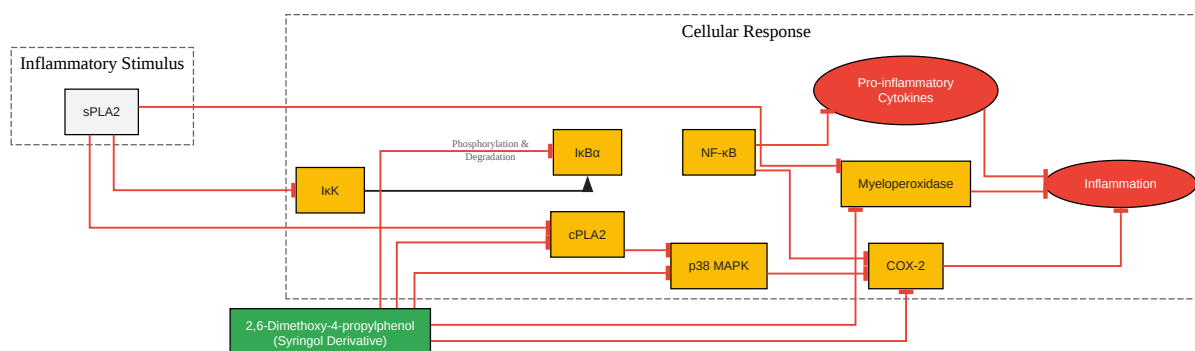 Cellular Response
Inflammatory Stimulus
sPLA2
Pro-inflammatory
Cytokines
Phosphorylation &
Degradation
IκBα
NF-κB
IκK
Myeloperoxidase
Inflammation
cPLA2
p38 MAPK
COX-2
2,6-Dimethoxy-4-propylphenol
(Syringol Derivative)